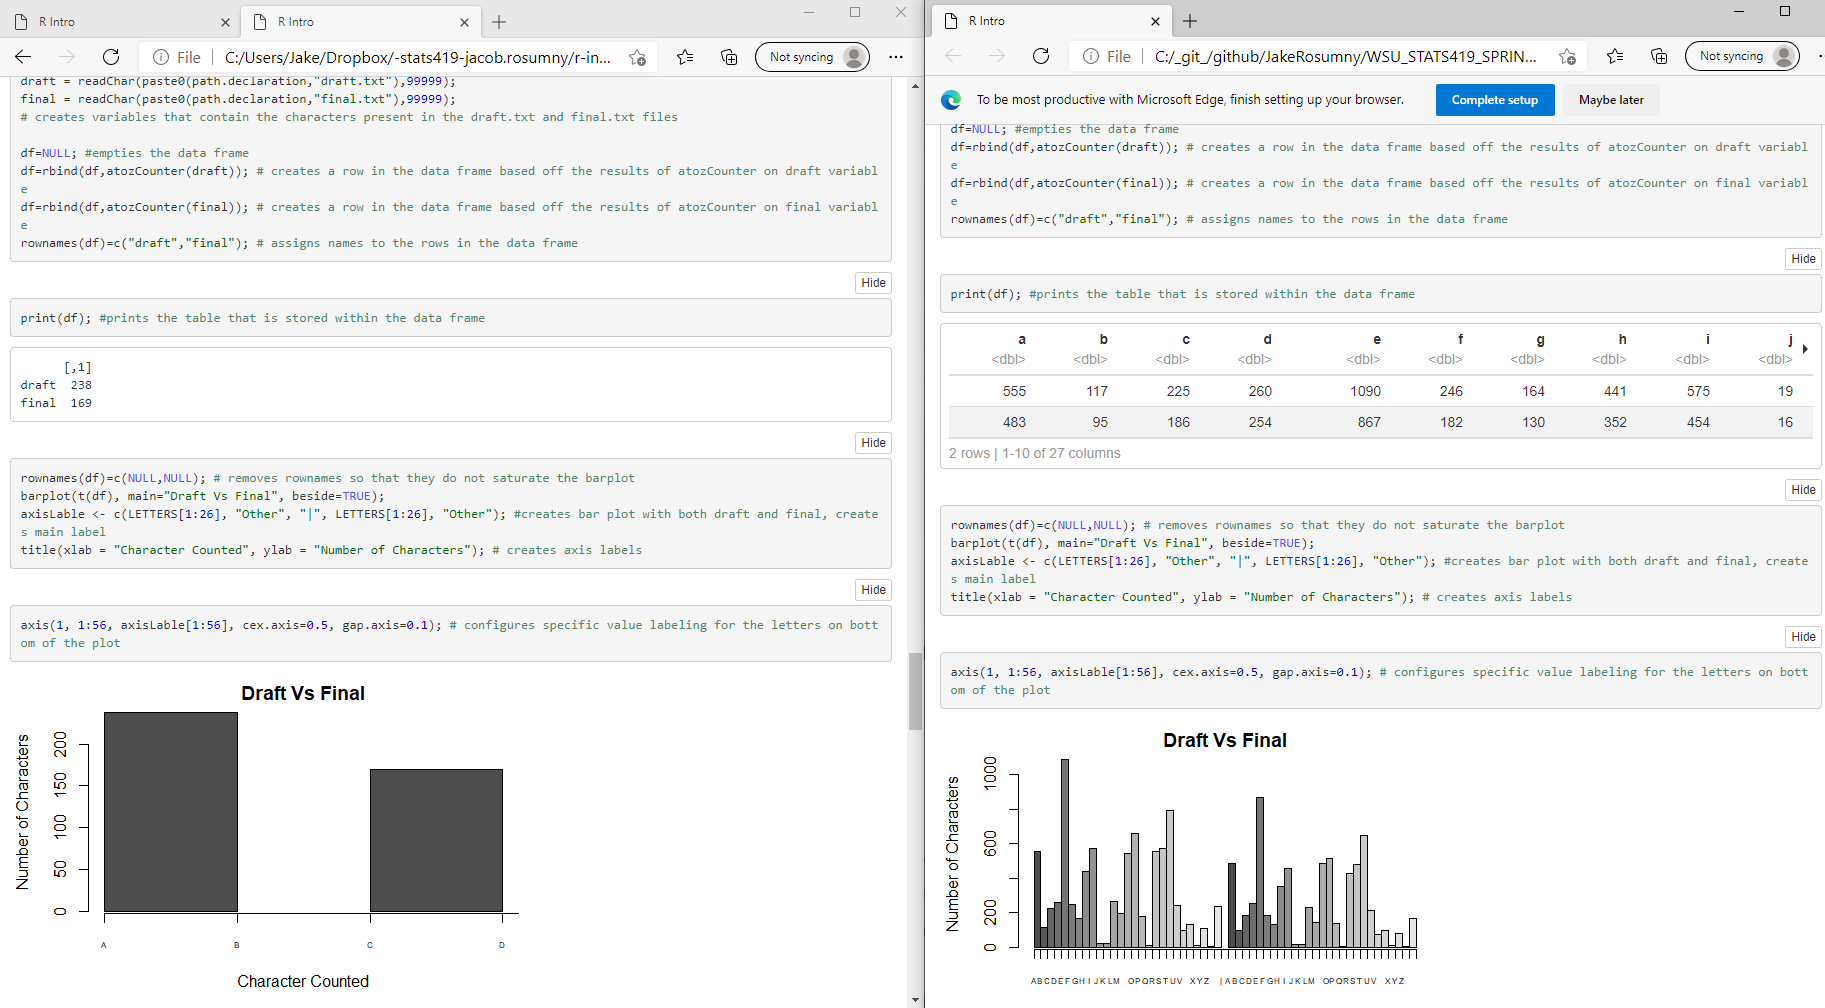 R Intro
R Intro
File
C:/Users/Jake/Dropbox/-stats419-jacob.rosumny/r-in...
Not syncing
draft = readChar(paste0(path.declaration,"draft.txt"),99999);
final = readChar(paste0(path.declaration,"final.txt"),99999);
# creates variables that contain the characters present in the draft.txt and final.txt files
df=NULL; #empties the data frame
df=rbind(df,atozCounter(draft)); # creates a row in the data frame based off the results of atozCounter on draft variabl
e
df=rbind(df,atozCounter(final)); # creates a row in the data frame based off the results of atozCounter on final variabl
e
rownames(df)=c("draft","final"); # assigns names to the rows in the data frame
Hide
print(df); #prints the table that is stored within the data frame
[,1]
draft 238
final 169
Hide
rownames(df)=c(NULL,NULL); # removes rownames so that they do not saturate the barplot
barplot(t(df), main="Draft Vs Final", beside=TRUE);
axisLable <- c(LETTERS[1:26], "Other", "|", LETTERS[1:26], "Other"); #creates bar plot with both draft and final, create
s main label
title(xlab = "Character Counted", ylab = "Number of Characters"); # creates axis labels
Hide
axis(1, 1:56, axisLable[1:56], cex.axis=0.5, gap.axis=0.1); # configures specific value labeling for the letters on bott
om of the plot
Draft Vs Final
Number of Characters
200
150
100
50
0
A B C D
Character Counted
R Intro
File
C:/_git_/github/JakeRosumny/WSU_STATS419_SPRIN...
Not syncing
To be most productive with Microsoft Edge, finish setting up your browser.
Complete setup
Maybe later
df=NULL; #empties the data frame
df=rbind(df,atozCounter(draft)); # creates a row in the data frame based off the results of atozCounter on draft variabl
e
df=rbind(df,atozCounter(final)); # creates a row in the data frame based off the results of atozCounter on final variabl
e
rownames(df)=c("draft","final"); # assigns names to the rows in the data frame
Hide
print(df); #prints the table that is stored within the data frame
a b c d e f g h i j
<dbl> <dbl> <dbl> <dbl> <dbl> <dbl> <dbl> <dbl> <dbl> <dbl>
555 117 225 260 1090 246 164 441 575 19
483 95 186 254 867 182 130 352 454 16
2 rows | 1-10 of 27 columns
Hide
rownames(df)=c(NULL,NULL); # removes rownames so that they do not saturate the barplot
barplot(t(df), main="Draft Vs Final", beside=TRUE);
axisLable <- c(LETTERS[1:26], "Other", "|", LETTERS[1:26], "Other"); #creates bar plot with both draft and final, create
s main label
title(xlab = "Character Counted", ylab = "Number of Characters"); # creates axis labels
Hide
axis(1, 1:56, axisLable[1:56], cex.axis=0.5, gap.axis=0.1); # configures specific value labeling for the letters on bott
om of the plot
Draft Vs Final
Number of Characters
1000
600
200
0
A B C D E F G H I J K L M O P Q R S T U V X Y Z | A B C D E F G H I J K L M O P Q R S T U V X Y Z